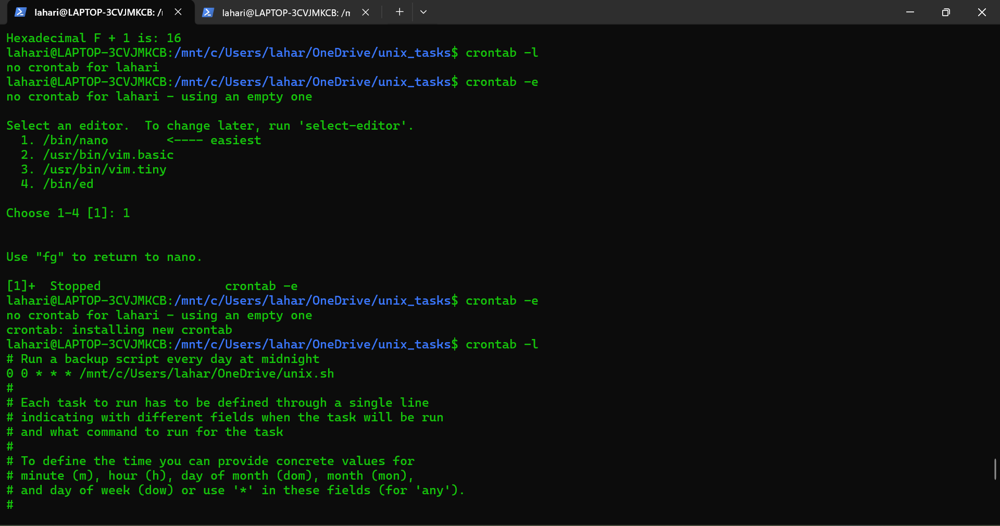 lahari@LAPTOP-3CVJMKCB: /
lahari@LAPTOP-3CVJMKCB: /n
Hexadecimal F + 1 is: 16
lahari@LAPTOP-3CVJMKCB:/mnt/c/Users/lahar/OneDrive/unix_tasks$ crontab -l
no crontab for lahari
lahari@LAPTOP-3CVJMKCB:/mnt/c/Users/lahar/OneDrive/unix_tasks$ crontab -e
no crontab for lahari - using an empty one
Select an editor.  To change later, run 'select-editor'.
  1. /bin/nano        <---- easiest
  2. /usr/bin/vim.basic
  3. /usr/bin/vim.tiny
  4. /bin/ed
Choose 1-4 [1]: 1
Use "fg" to return to nano.
[1]+  Stopped                 crontab -e
lahari@LAPTOP-3CVJMKCB:/mnt/c/Users/lahar/OneDrive/unix_tasks$ crontab -e
no crontab for lahari - using an empty one
crontab: installing new crontab
lahari@LAPTOP-3CVJMKCB:/mnt/c/Users/lahar/OneDrive/unix_tasks$ crontab -l
# Run a backup script every day at midnight
0 0 * * * /mnt/c/Users/lahar/OneDrive/unix.sh
#
# Each task to run has to be defined through a single line
# indicating with different fields when the task will be run
# and what command to run for the task
#
# To define the time you can provide concrete values for
# minute (m), hour (h), day of month (dom), month (mon),
# and day of week (dow) or use '*' in these fields (for 'any').
#